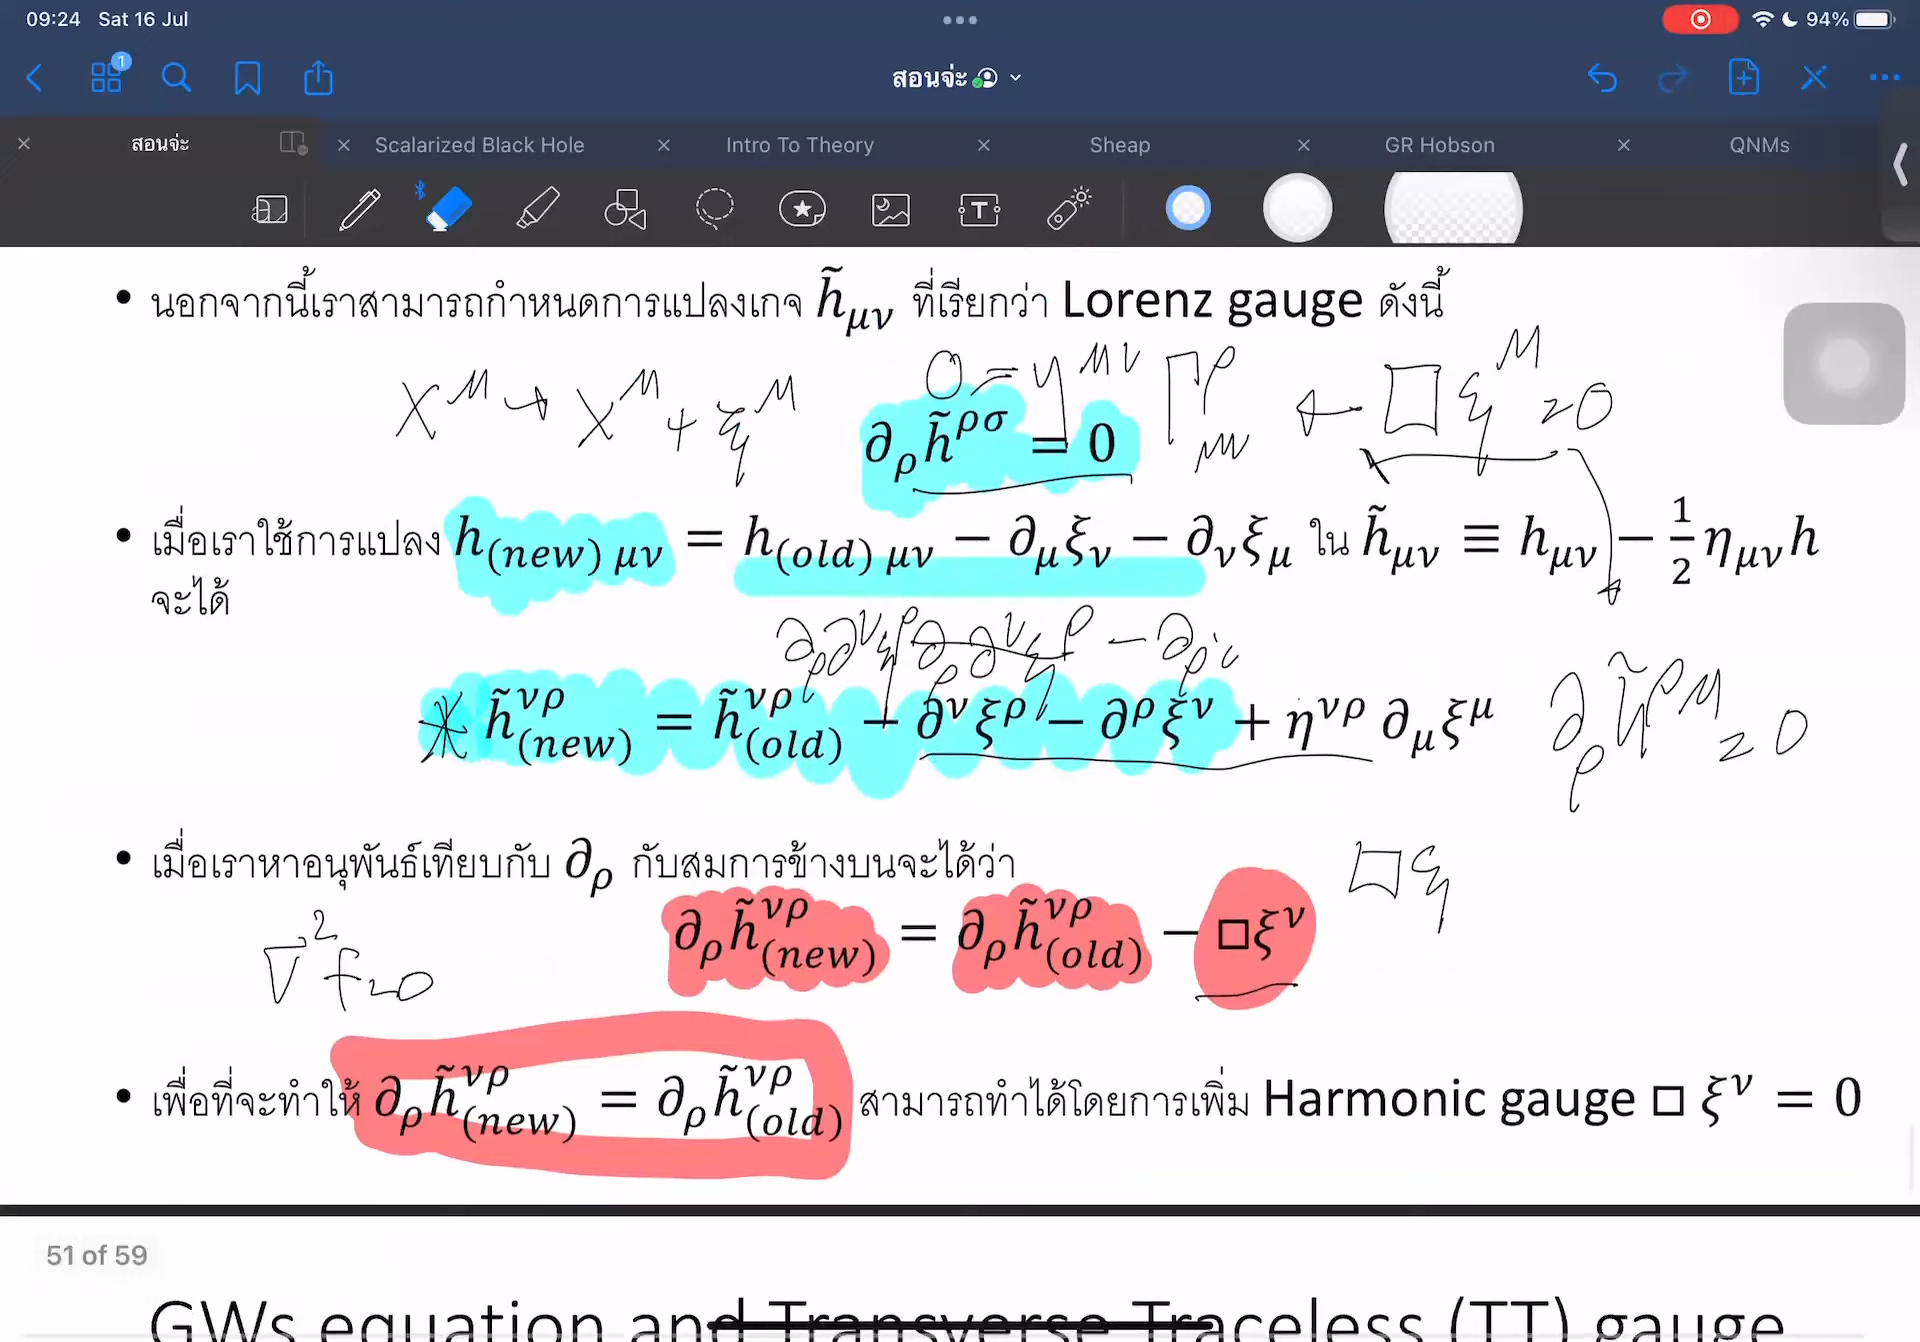 09:24 Sat 16 Jul
94%
1
สอนจ่ะ
สอนจ่ะ
Scalarized Black Hole
Intro To Theory
Sheap
GR Hobson
QNMs
• นอกจากนี้เราสามารถกำหนดการแปลงเกจ h̃_μν ที่เรียกว่า Lorenz gauge ดังนี้
x^μ → x^μ + ξ^μ
0 = η^μν Γ^ρ_μν ← □ξ^μ = 0
∂_ρ h̃^ρσ = 0
• เมื่อเราใช้การแปลง h_(new) μν = h_(old) μν − ∂_μ ξ_ν − ∂_ν ξ_μ ใน h̃_μν ≡ h_μν − 1/2 η_μν h
จะได้
h̃^νρ_(new) = h̃^νρ_(old) − ∂^ν ξ^ρ − ∂^ρ ξ^ν + η^νρ ∂_μ ξ^μ
∂_ρ h̃^ρμ = 0
• เมื่อเราหาอนุพันธ์เทียบกับ ∂_ρ กับสมการข้างบนจะได้ว่า
□ξ
∂_ρ h̃^νρ_(new) = ∂_ρ h̃^νρ_(old) − □ξ^ν
∇²f = 0
• เพื่อที่จะทำให้ ∂_ρ h̃^νρ_(new) = ∂_ρ h̃^νρ_(old) สามารถทำได้โดยการเพิ่ม Harmonic gauge □ ξ^ν = 0
51 of 59
GWs equation and Transverse Traceless (TT) gauge